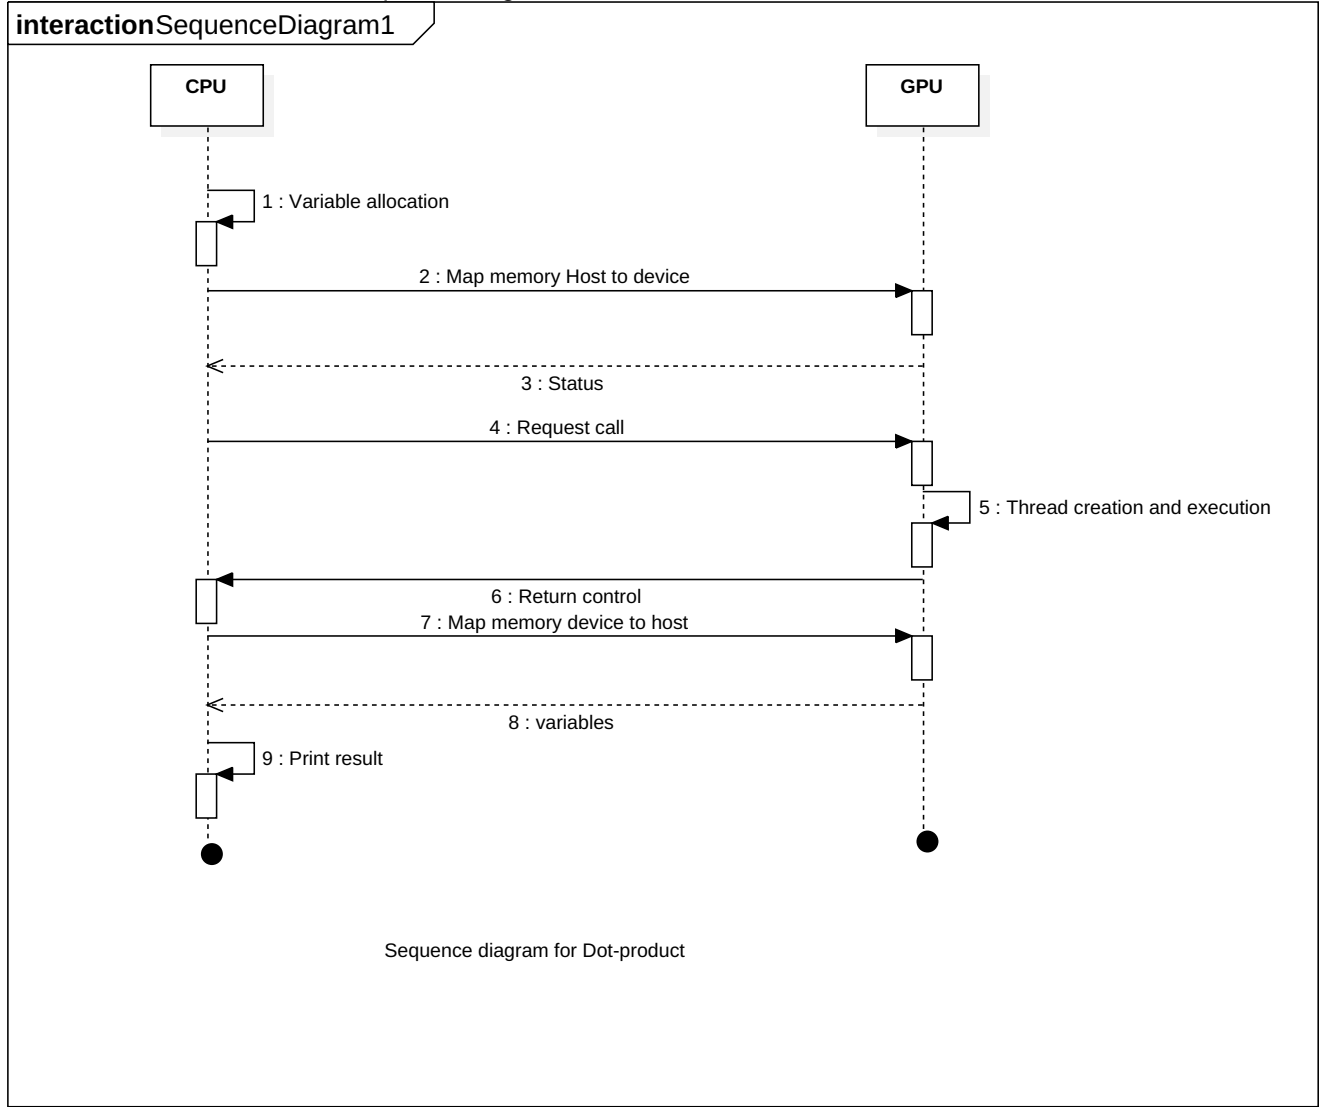 interactionSequenceDiagram1
CPU
GPU
1 : Variable allocation
2 : Map memory Host to device
3 : Status
4 : Request call
5 : Thread creation and execution
6 : Return control
7 : Map memory device to host
8 : variables
9 : Print result
Sequence diagram for Dot-product